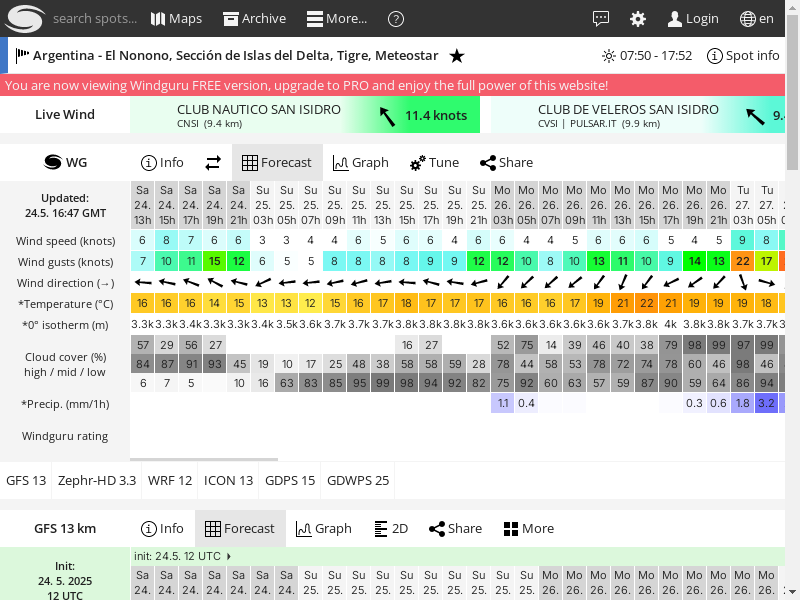 search spots... Maps Archive More... ? Login en
Argentina - El Nonono, Sección de Islas del Delta, Tigre, Meteostar 07:50 - 17:52 Spot info
You are now viewing Windguru FREE version, upgrade to PRO and enjoy the full power of this website!
Live Wind CLUB NAUTICO SAN ISIDRO 11.4 knots CLUB DE VELEROS SAN ISIDRO 9.
CNSI (9.4 km) CVSI | PULSAR.IT (9.9 km)
WG Info Forecast Graph Tune Share
Updated:
24.5. 16:47 GMT
Sa Sa Sa Sa Sa Su Su Su Su Su Su Su Su Su Su Mo Mo Mo Mo Mo Mo Mo Mo Mo Mo Tu Tu
24. 24. 24. 24. 24. 25. 25. 25. 25. 25. 25. 25. 25. 25. 25. 26. 26. 26. 26. 26. 26. 26. 26. 26. 26. 27. 27.
13h 15h 17h 19h 21h 03h 05h 07h 09h 11h 13h 15h 17h 19h 21h 03h 05h 07h 09h 11h 13h 15h 17h 19h 21h 03h 05h
Wind speed (knots) 6 8 7 6 6 3 3 4 4 6 6 5 6 4 6 6 4 4 5 6 6 6 5 4 5 9 8
Wind gusts (knots) 7 10 11 15 12 6 5 5 8 8 8 8 9 9 12 12 10 8 10 13 11 10 9 14 13 22 17
Wind direction (→)
*Temperature (°C) 16 16 16 14 15 13 13 12 15 16 17 18 17 17 17 16 16 16 17 19 21 22 21 19 19 19 18
*0° isotherm (m) 3.3k 3.3k 3.4k 3.3k 3.3k 3.4k 3.5k 3.6k 3.7k 3.7k 3.7k 3.8k 3.8k 3.8k 3.8k 3.6k 3.6k 3.6k 3.6k 3.6k 3.7k 3.8k 4k 3.8k 3.8k 3.7k 3.7k
Cloud cover (%)
high / mid / low
57 29 56 27 16 27 52 75 14 39 46 40 38 79 98 99 97 99
84 87 91 93 45 19 10 17 25 48 38 58 58 59 28 78 44 58 53 78 72 74 78 60 46 98 46
6 7 5 10 16 63 83 85 95 99 98 94 92 82 75 92 60 63 57 59 87 90 59 64 86 94
*Precip. (mm/1h) 1.1 0.4 0.3 0.6 1.8 3.2
Windguru rating
GFS 13 Zephr-HD 3.3 WRF 12 ICON 13 GDPS 15 GDWPS 25
GFS 13 km Info Forecast Graph 2D Share More
init: 24.5. 12 UTC
Init:
24. 5. 2025
12 UTC
Sa Sa Sa Sa Sa Sa Sa Su Su Su Su Su Su Su Su Su Su Mo Mo Mo Mo Mo Mo Mo Mo Mo Mo
24. 24. 24. 24. 24. 24. 24. 25. 25. 25. 25. 25. 25. 25. 25. 25. 25. 26. 26. 26. 26. 26. 26. 26. 26. 26. 26.